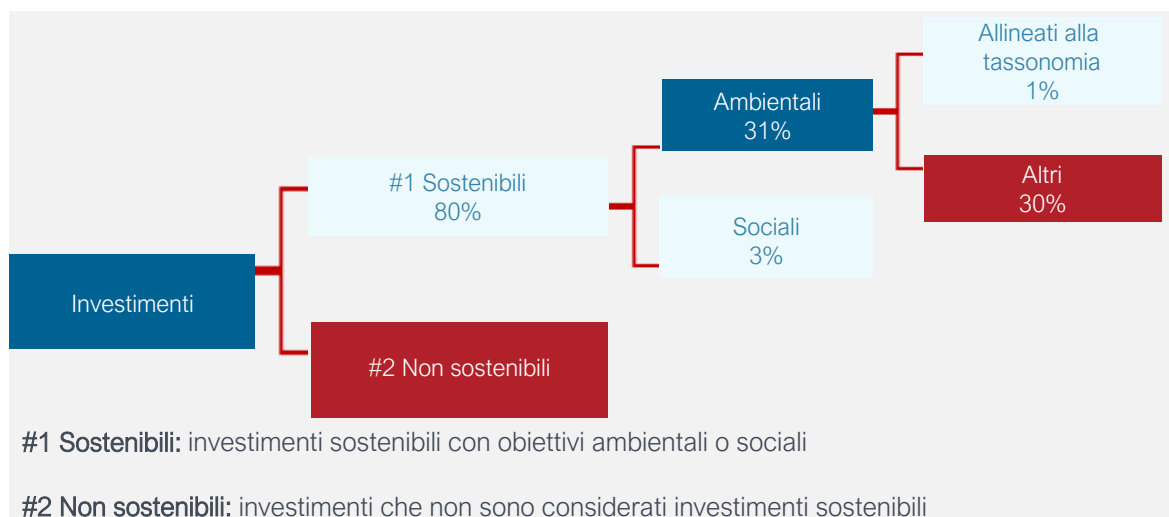 Allineati alla
tassonomia
1%
Ambientali
31%
Altri
30%
#1 Sostenibili
80%
Sociali
3%
Investimenti
#2 Non sostenibili
#1 Sostenibili: investimenti sostenibili con obiettivi ambientali o sociali
#2 Non sostenibili: investimenti che non sono considerati investimenti sostenibili